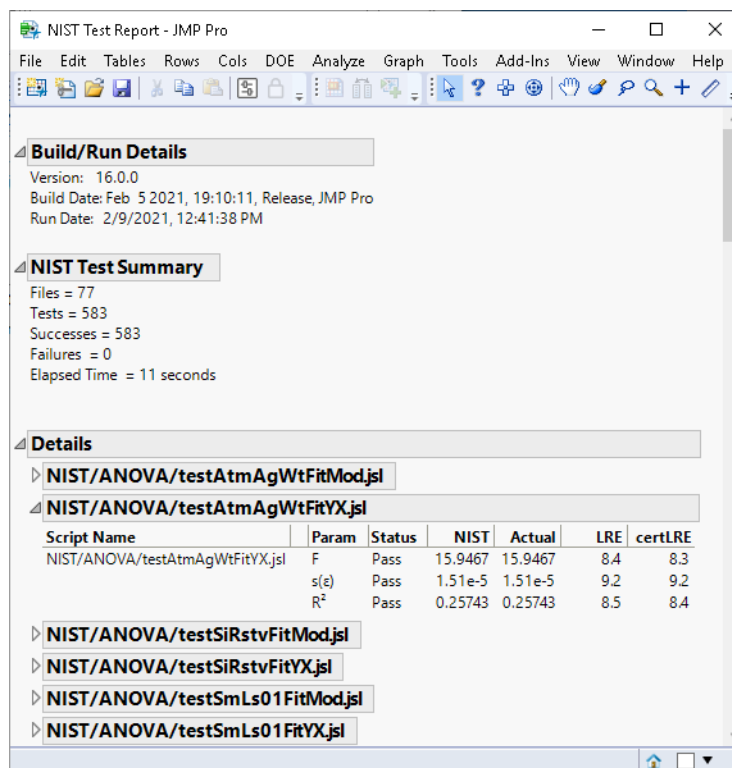 NIST Test Report - JMP Pro
File Edit Tables Rows Cols DOE Analyze Graph Tools Add-Ins View Window Help
Build/Run Details
Version: 16.0.0
Build Date: Feb 5 2021, 19:10:11, Release, JMP Pro
Run Date: 2/9/2021, 12:41:38 PM
NIST Test Summary
Files = 77
Tests = 583
Successes = 583
Failures = 0
Elapsed Time = 11 seconds
Details
NIST/ANOVA/testAtmAgWtFitMod.jsl
NIST/ANOVA/testAtmAgWtFitYX.jsl
Script Name Param Status NIST Actual LRE certLRE
NIST/ANOVA/testAtmAgWtFitYX.jsl F Pass 15.9467 15.9467 8.4 8.3
s(ε) Pass 1.51e-5 1.51e-5 9.2 9.2
R² Pass 0.25743 0.25743 8.5 8.4
NIST/ANOVA/testSiRstvFitMod.jsl
NIST/ANOVA/testSiRstvFitYX.jsl
NIST/ANOVA/testSmLs01FitMod.jsl
NIST/ANOVA/testSmLs01FitYX.jsl